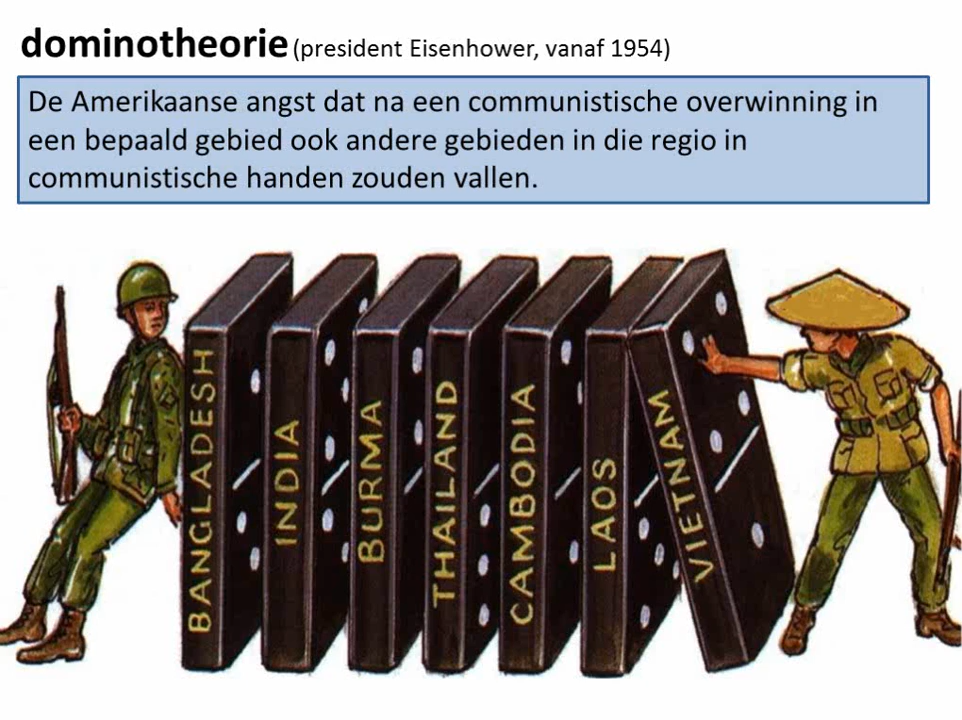 dominotheorie (president Eisenhower, vanaf 1954)
De Amerikaanse angst dat na een communistische overwinning in
een bepaald gebied ook andere gebieden in die regio in
communistische handen zouden vallen.
BANGLADESH
INDIA
BURMA
THAILAND
CAMBODIA
LAOS
VIETNAM